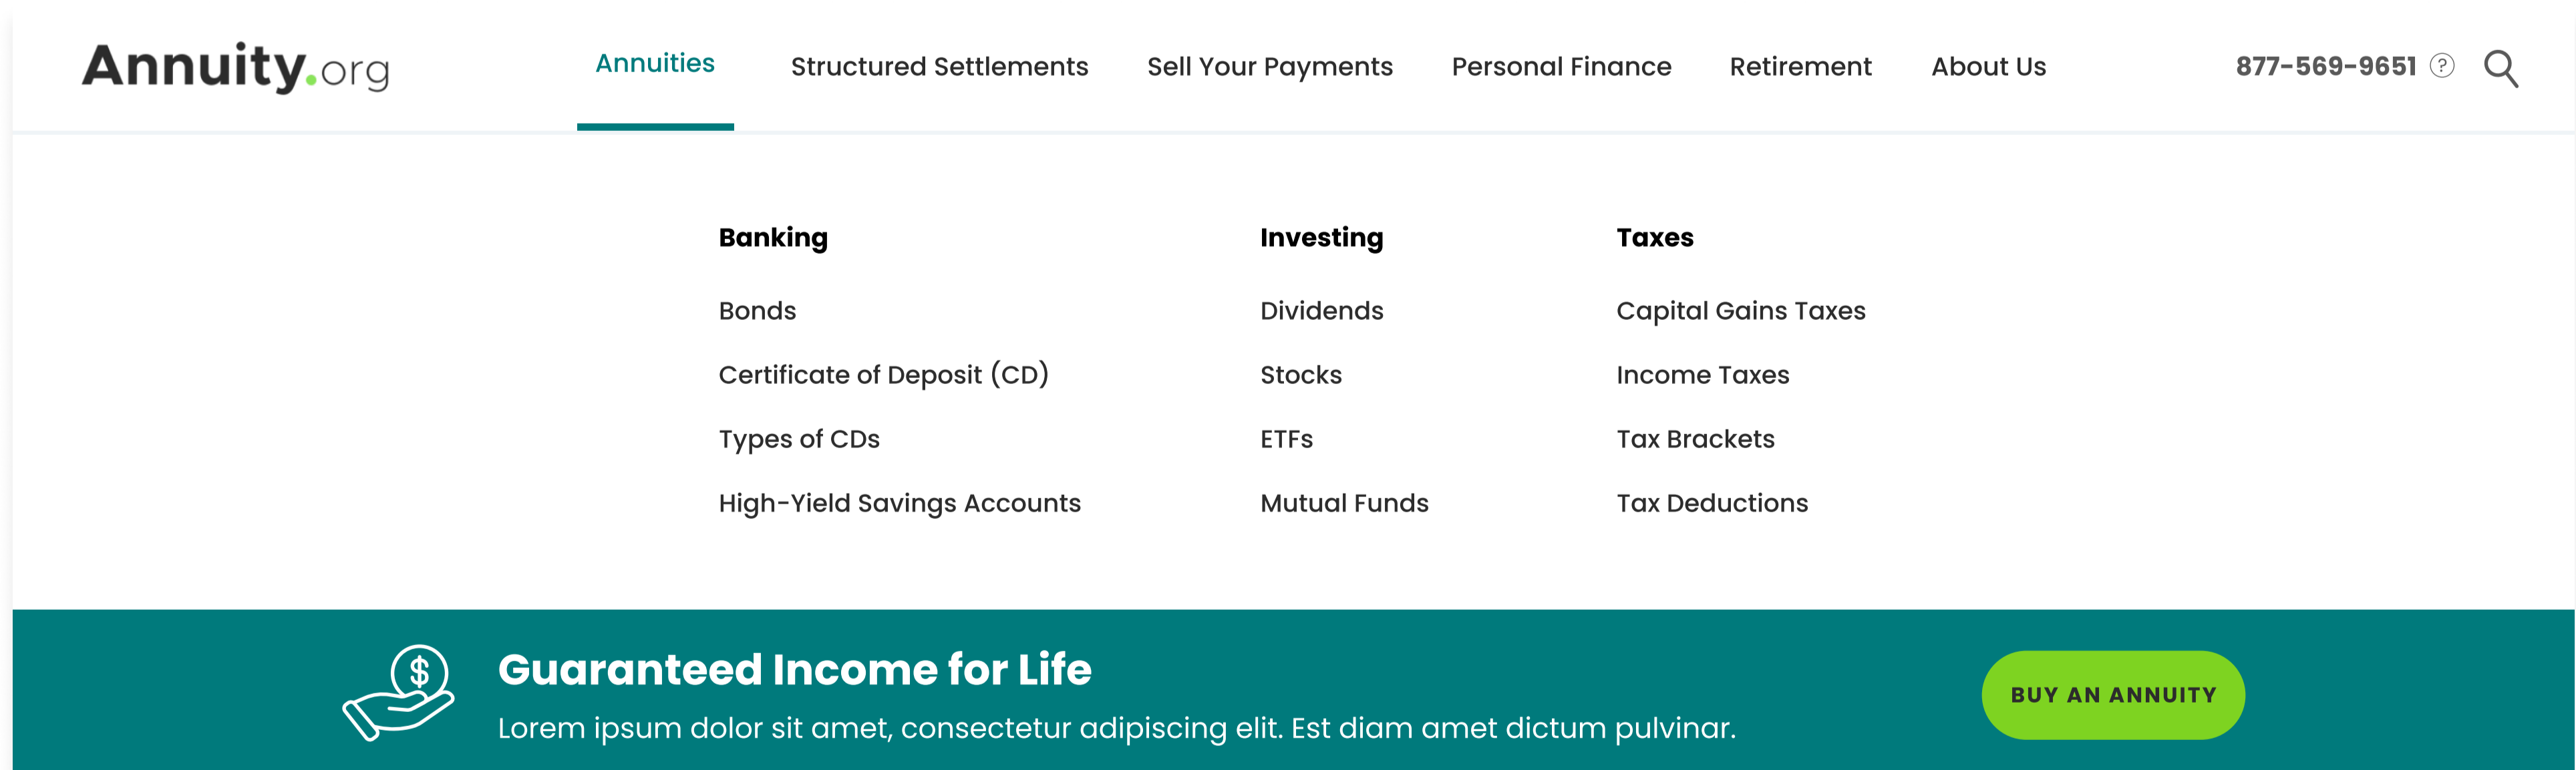 Annuity.org
Annuities Structured Settlements Sell Your Payments Personal Finance Retirement About Us 877-569-9651 ?
Banking
Bonds
Certificate of Deposit (CD)
Types of CDs
High-Yield Savings Accounts
Investing
Dividends
Stocks
ETFs
Mutual Funds
Taxes
Capital Gains Taxes
Income Taxes
Tax Brackets
Tax Deductions
$
Guaranteed Income for Life
Lorem ipsum dolor sit amet, consectetur adipiscing elit. Est diam amet dictum pulvinar.
BUY AN ANNUITY